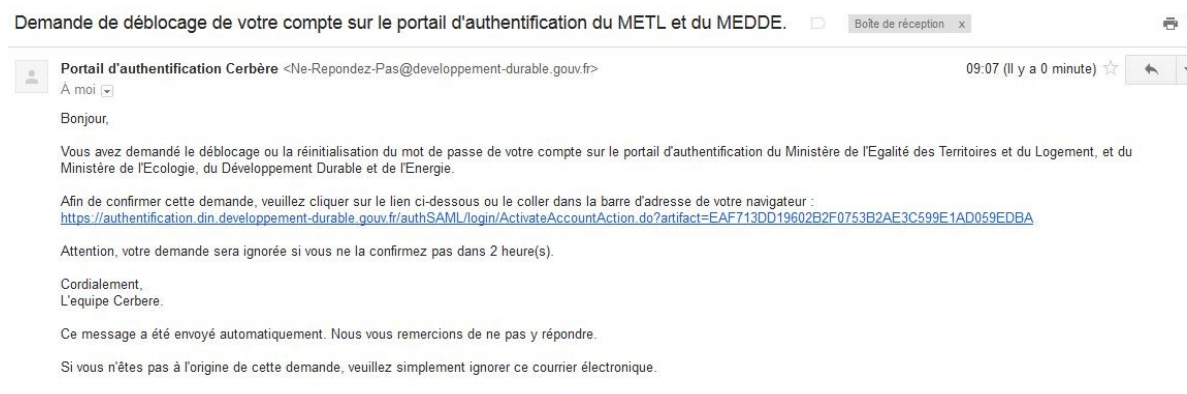 Demande de déblocage de votre compte sur le portail d'authentification du METL et du MEDDE. Boîte de réception x
Portail d'authentification Cerbère <Ne-Repondez-Pas@developpement-durable.gouv.fr> 09:07 (Il y a 0 minute)
À moi
Bonjour,
Vous avez demandé le déblocage ou la réinitialisation du mot de passe de votre compte sur le portail d'authentification du Ministère de l'Egalité des Territoires et du Logement, et du
Ministère de l'Ecologie, du Développement Durable et de l'Energie.
Afin de confirmer cette demande, veuillez cliquer sur le lien ci-dessous ou le coller dans la barre d'adresse de votre navigateur :
https://authentification.din.developpement-durable.gouv.fr/authSAML/login/ActivateAccountAction.do?artifact=EAF713DD19602B2F0753B2AE3C599E1AD059EDBA
Attention, votre demande sera ignorée si vous ne la confirmez pas dans 2 heure(s).
Cordialement,
L'equipe Cerbere.
Ce message a été envoyé automatiquement. Nous vous remercions de ne pas y répondre.
Si vous n'êtes pas à l'origine de cette demande, veuillez simplement ignorer ce courrier électronique.